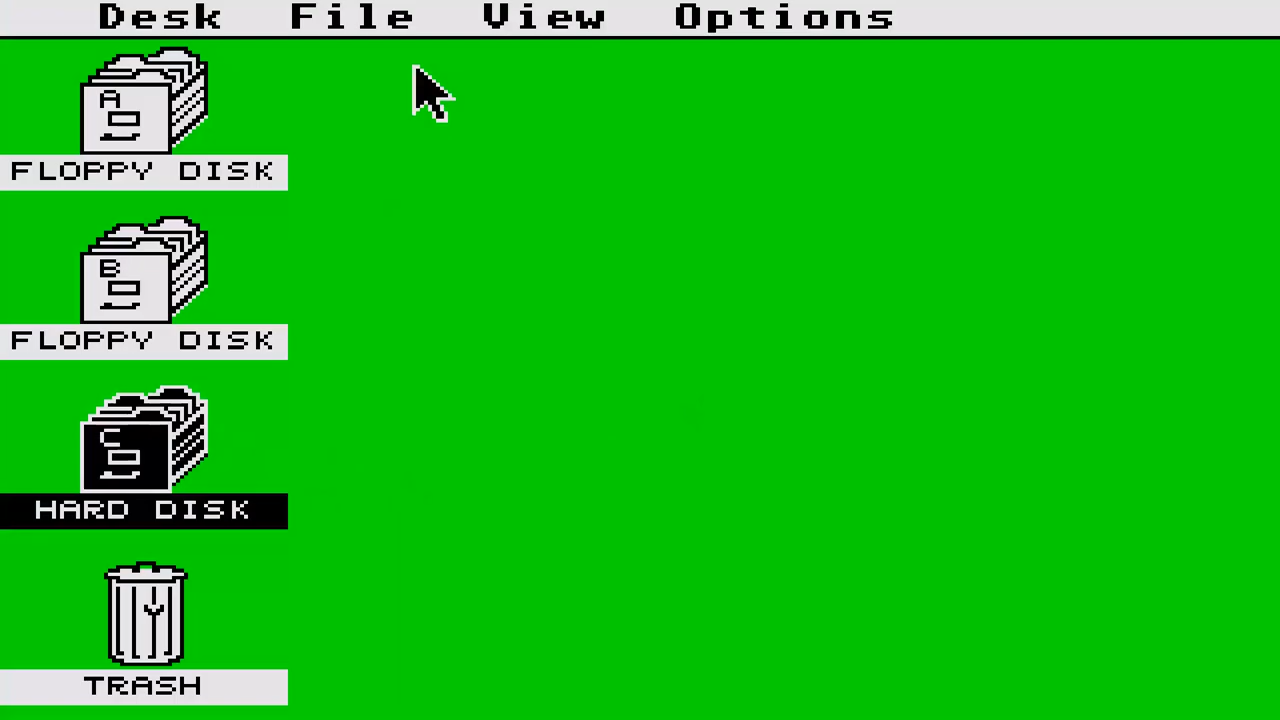 Desk File View Options
A
FLOPPY DISK
B
FLOPPY DISK
C
HARD DISK
TRASH